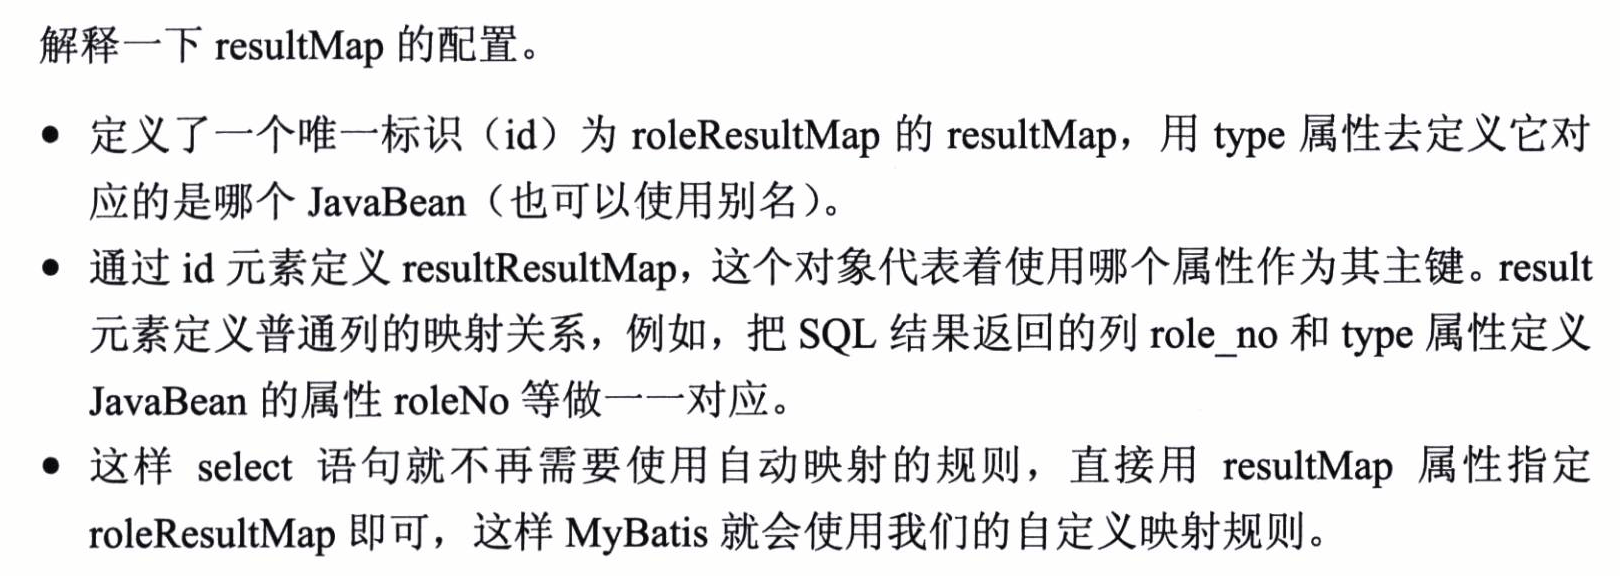 解释一下 resultMap 的配置。
● 定义了一个唯一标识（id）为 roleResultMap 的 resultMap，用 type 属性去定义它对
应的是哪个 JavaBean（也可以使用别名）。
● 通过 id 元素定义 resultResultMap，这个对象代表着使用哪个属性作为其主键。result
元素定义普通列的映射关系，例如，把 SQL 结果返回的列 role_no 和 type 属性定义
JavaBean 的属性 roleNo 等做一一对应。
● 这样 select 语句就不再需要使用自动映射的规则，直接用 resultMap 属性指定
roleResultMap 即可，这样 MyBatis 就会使用我们的自定义映射规则。